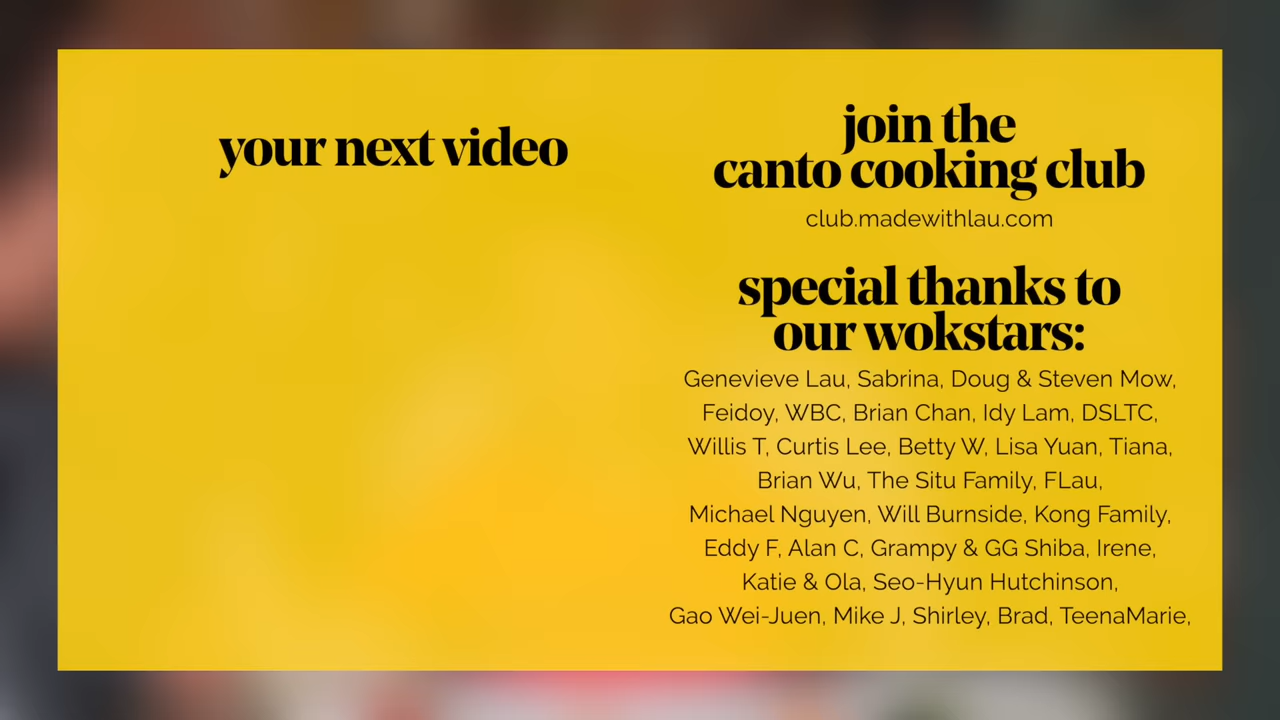 your next video
join the
canto cooking club
club.madewithlau.com
special thanks to
our wokstars:
Genevieve Lau, Sabrina, Doug & Steven Mow,
Feidoy, WBC, Brian Chan, Idy Lam, DSLTC,
Willis T, Curtis Lee, Betty W, Lisa Yuan, Tiana,
Brian Wu, The Situ Family, FLau,
Michael Nguyen, Will Burnside, Kong Family,
Eddy F, Alan C, Grampy & GG Shiba, Irene,
Katie & Ola, Seo-Hyun Hutchinson,
Gao Wei-Juen, Mike J, Shirley, Brad, TeenaMarie,